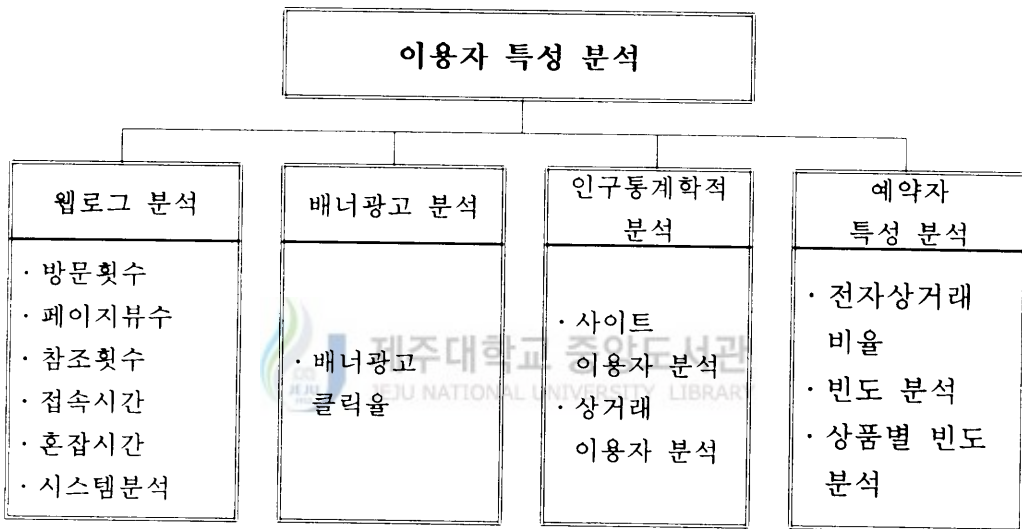 이용자 특성 분석
웹로그 분석
· 방문횟수
· 페이지뷰수
· 참조횟수
· 접속시간
· 혼잡시간
· 시스템분석
배너광고 분석
· 배너광고
클릭율
인구통계학적
분석
· 사이트
이용자 분석
· 상거래
이용자 분석
예약자
특성 분석
· 전자상거래
비율
· 빈도 분석
· 상품별 빈도
분석
제주대학교 중앙도서관
JEJU NATIONAL UNIVERSITY LIBRARY